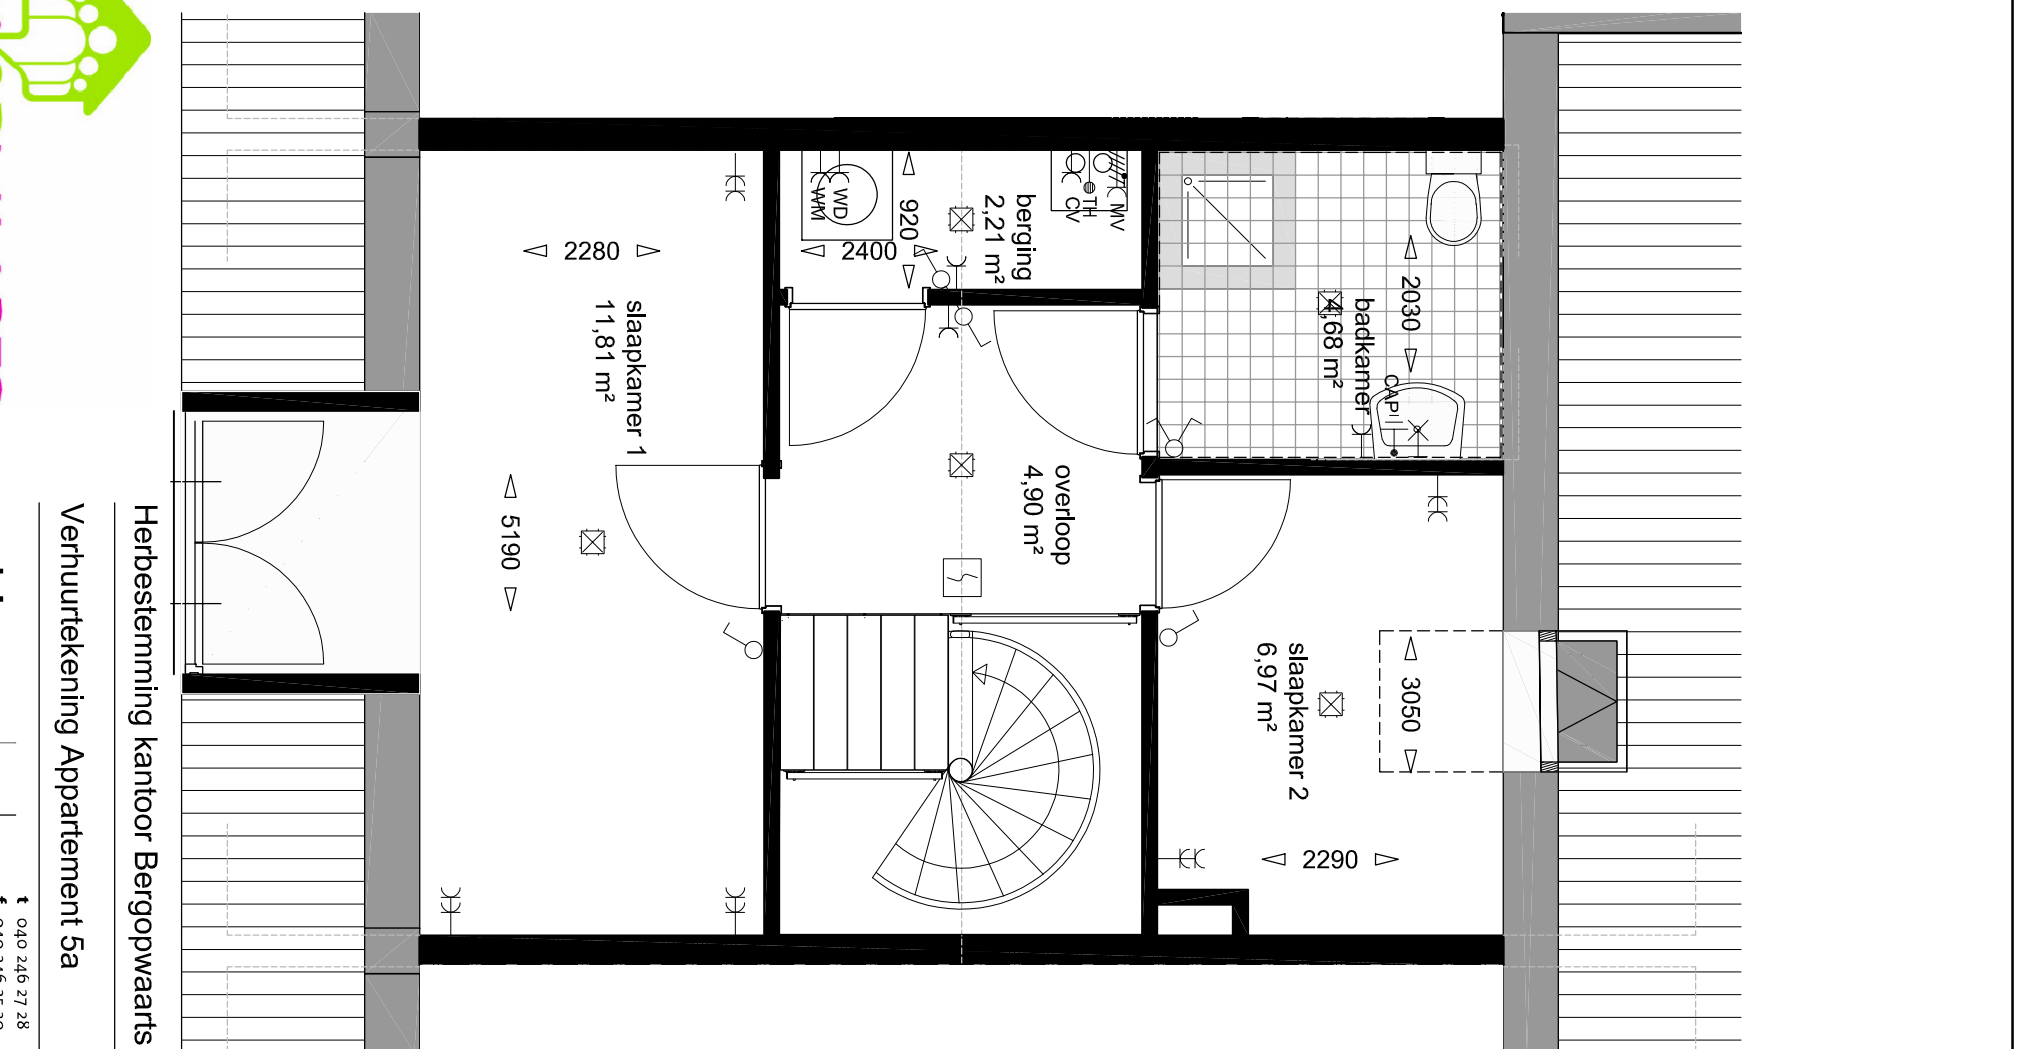 berging
2,21 m²
MV
TH
CV
WD
WM
920
2400
2280
slaapkamer 1
11,81 m²
5190
badkamer
4,68 m²
2030
CAP
overloop
4,90 m²
slaapkamer 2
6,97 m²
3050
2290
Herbestemming kantoor Bergopwaarts
Verhuurtekening Appartement 5a
t 040 246 27 28